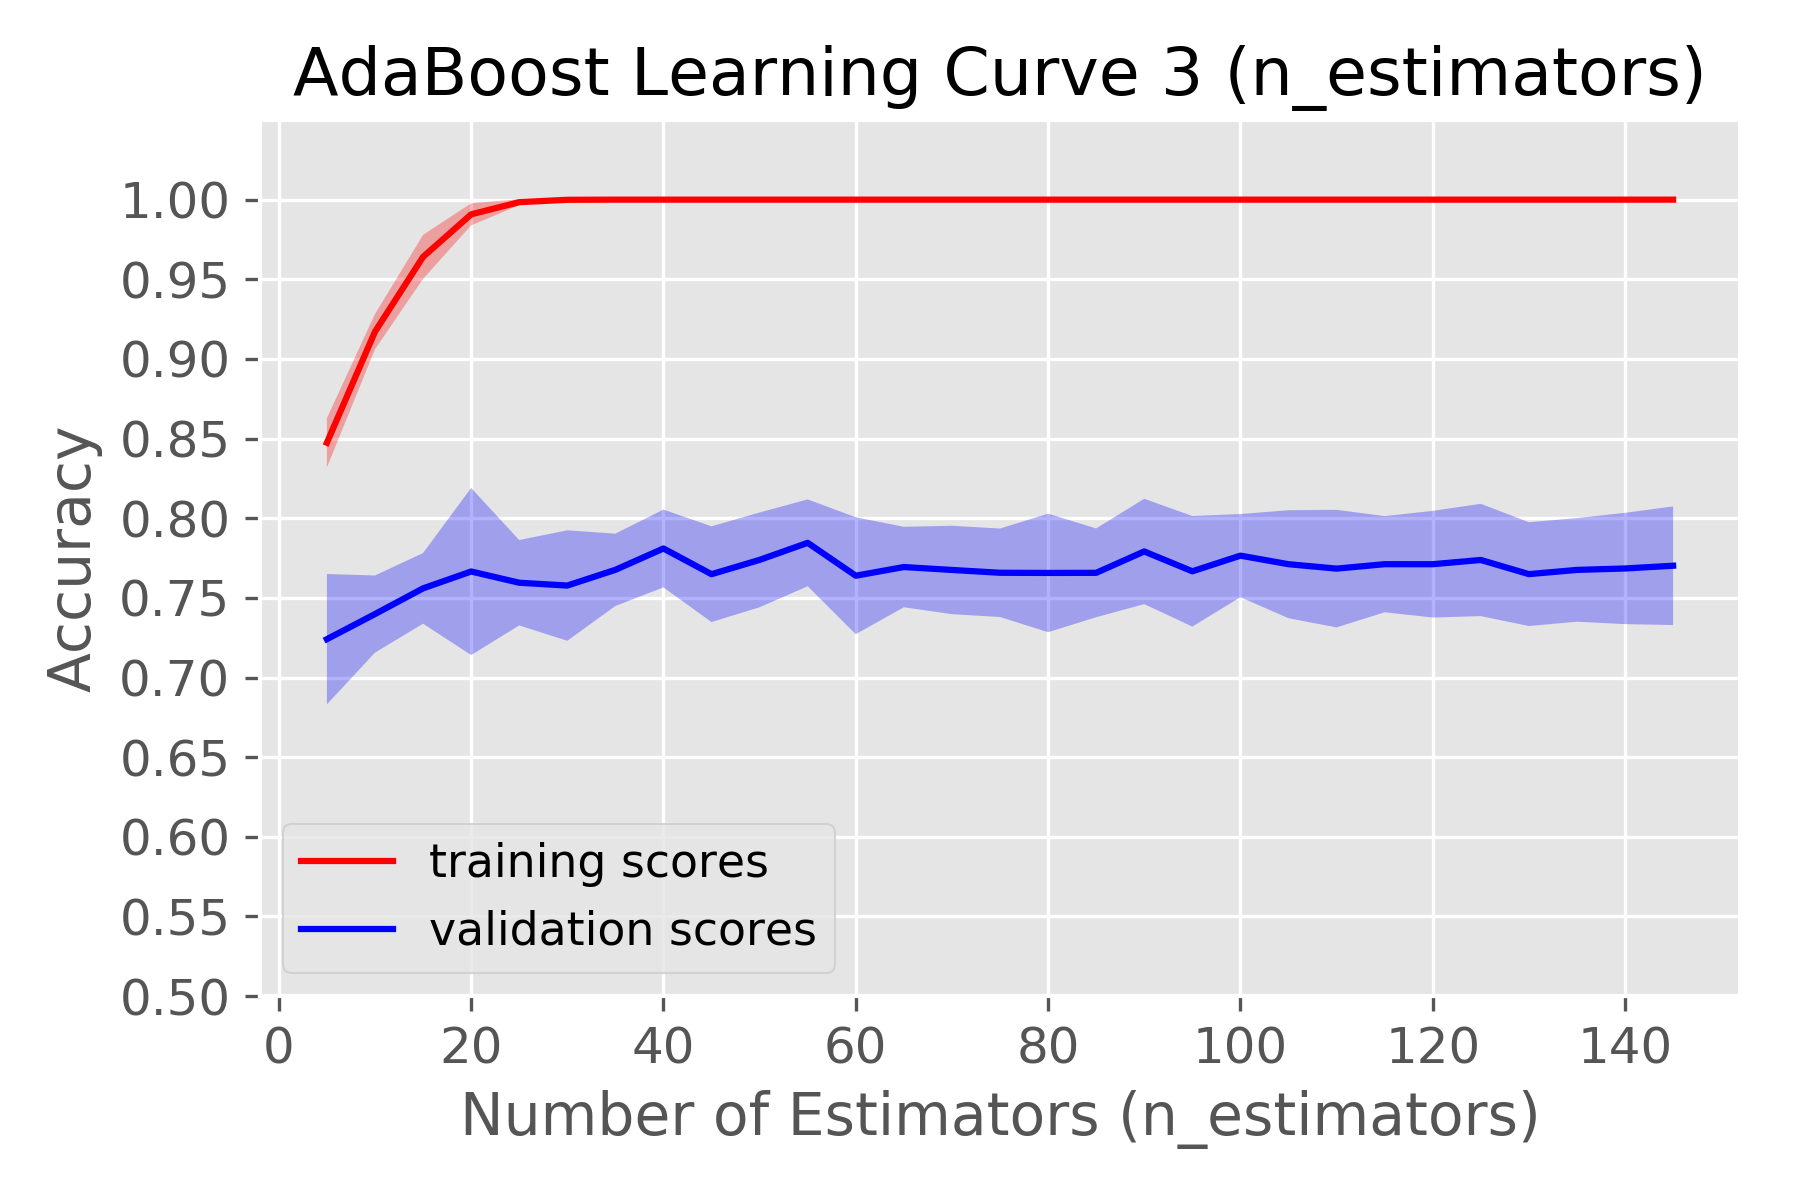 AdaBoost Learning Curve 3 (n_estimators)
1.00
0.95
0.90
0.85
0.80
0.75
0.70
0.65
0.60
0.55
0.50
Accuracy
training scores
validation scores
0 20 40 60 80 100 120 140
Number of Estimators (n_estimators)